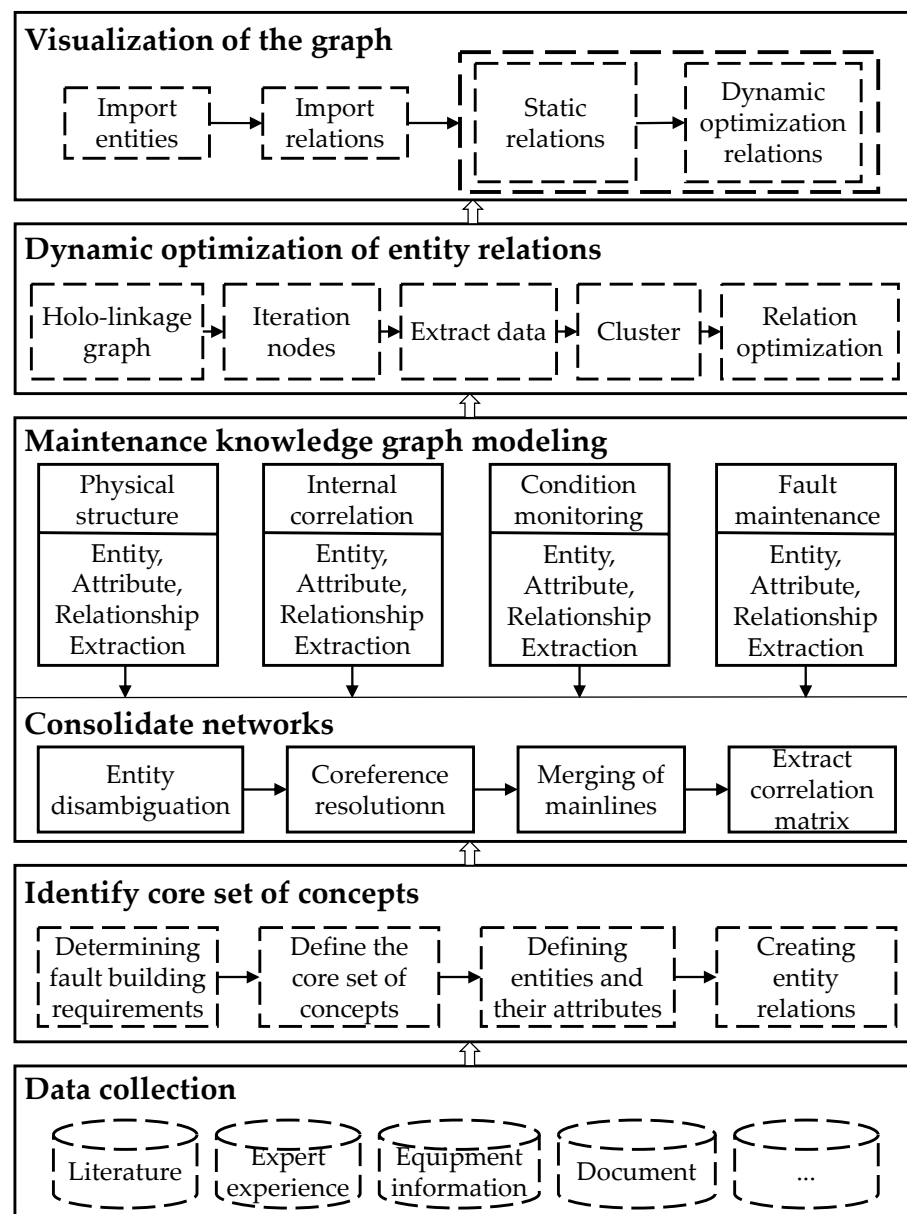 Visualization of the graph
Import
entities
Import
relations
Static
relations
Dynamic
optimization
relations
Dynamic optimization of entity relations
Holo-linkage
graph
Iteration
nodes
Extract data
Cluster
Relation
optimization
Maintenance knowledge graph modeling
Physical
structure
Entity,
Attribute,
Relationship
Extraction
Internal
correlation
Entity,
Attribute,
Relationship
Extraction
Condition
monitoring
Entity,
Attribute,
Relationship
Extraction
Fault
maintenance
Entity,
Attribute,
Relationship
Extraction
Consolidate networks
Entity
disambiguation
Coreference
resolutionn
Merging of
mainlines
Extract
correlation
matrix
Identify core set of concepts
Determining
fault building
requirements
Define the
core set of
concepts
Defining
entities and
their attributes
Creating
entity
relations
Data collection
Literature
Expert
experience
Equipment
information
Document
...